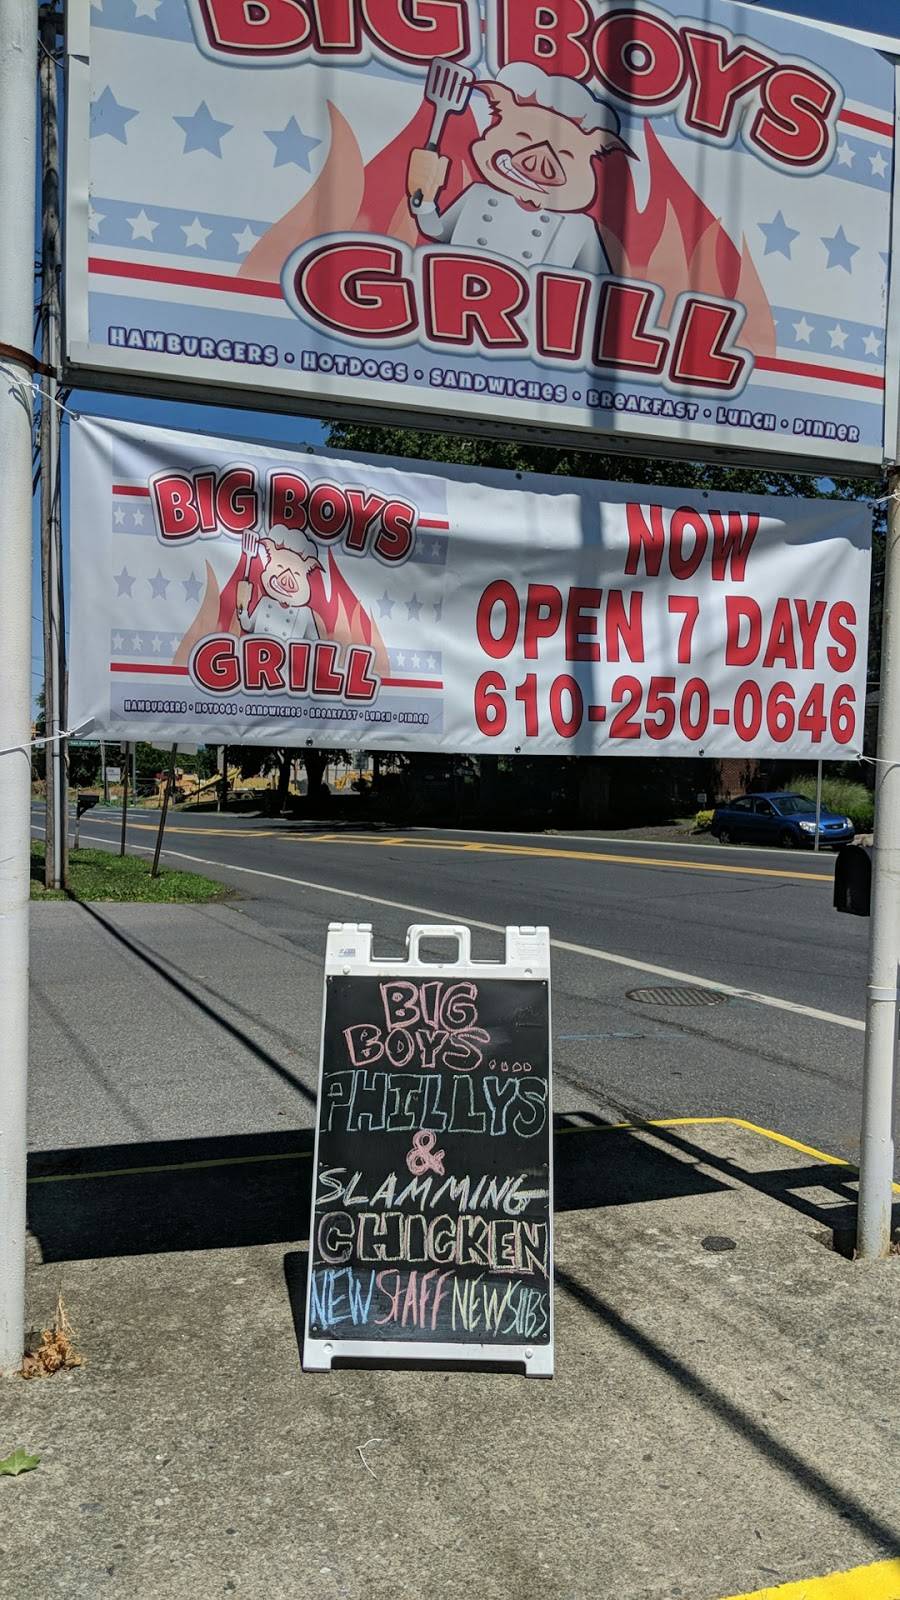 BIG BOYS
GRILL
HAMBURGERS • HOTDOGS • SANDWICHES • BREAKFAST • LUNCH • DINNER
BIG BOYS
GRILL
HAMBURGERS • HOTDOGS • SANDWICHES • BREAKFAST • LUNCH • DINNER
NOW
OPEN 7 DAYS
610-250-0646
BIG
BOYS....
PHILLYS
&
SLAMMING
CHICKEN
NEW STAFF NEW SUBS